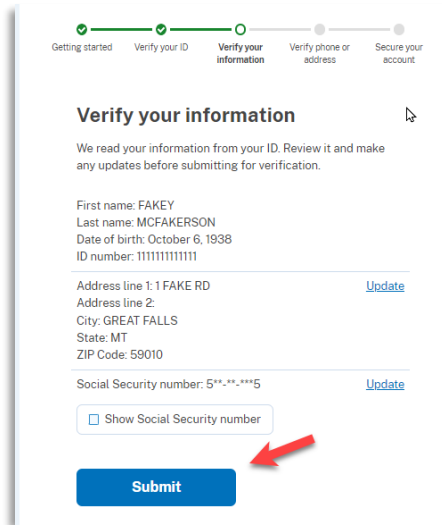 Getting started
Verify your ID
Verify your
information
Verify phone or
address
Secure your
account
Verify your information
We read your information from your ID. Review it and make
any updates before submitting for verification.
First name: FAKEY
Last name: MCFAKERSON
Date of birth: October 6, 1938
ID number: 1111111111111
Address line 1: 1 FAKE RD
Update
Address line 2:
City: GREAT FALLS
State: MT
ZIP Code: 59010
Social Security number: 5**-**-***5
Update
Show Social Security number
Submit